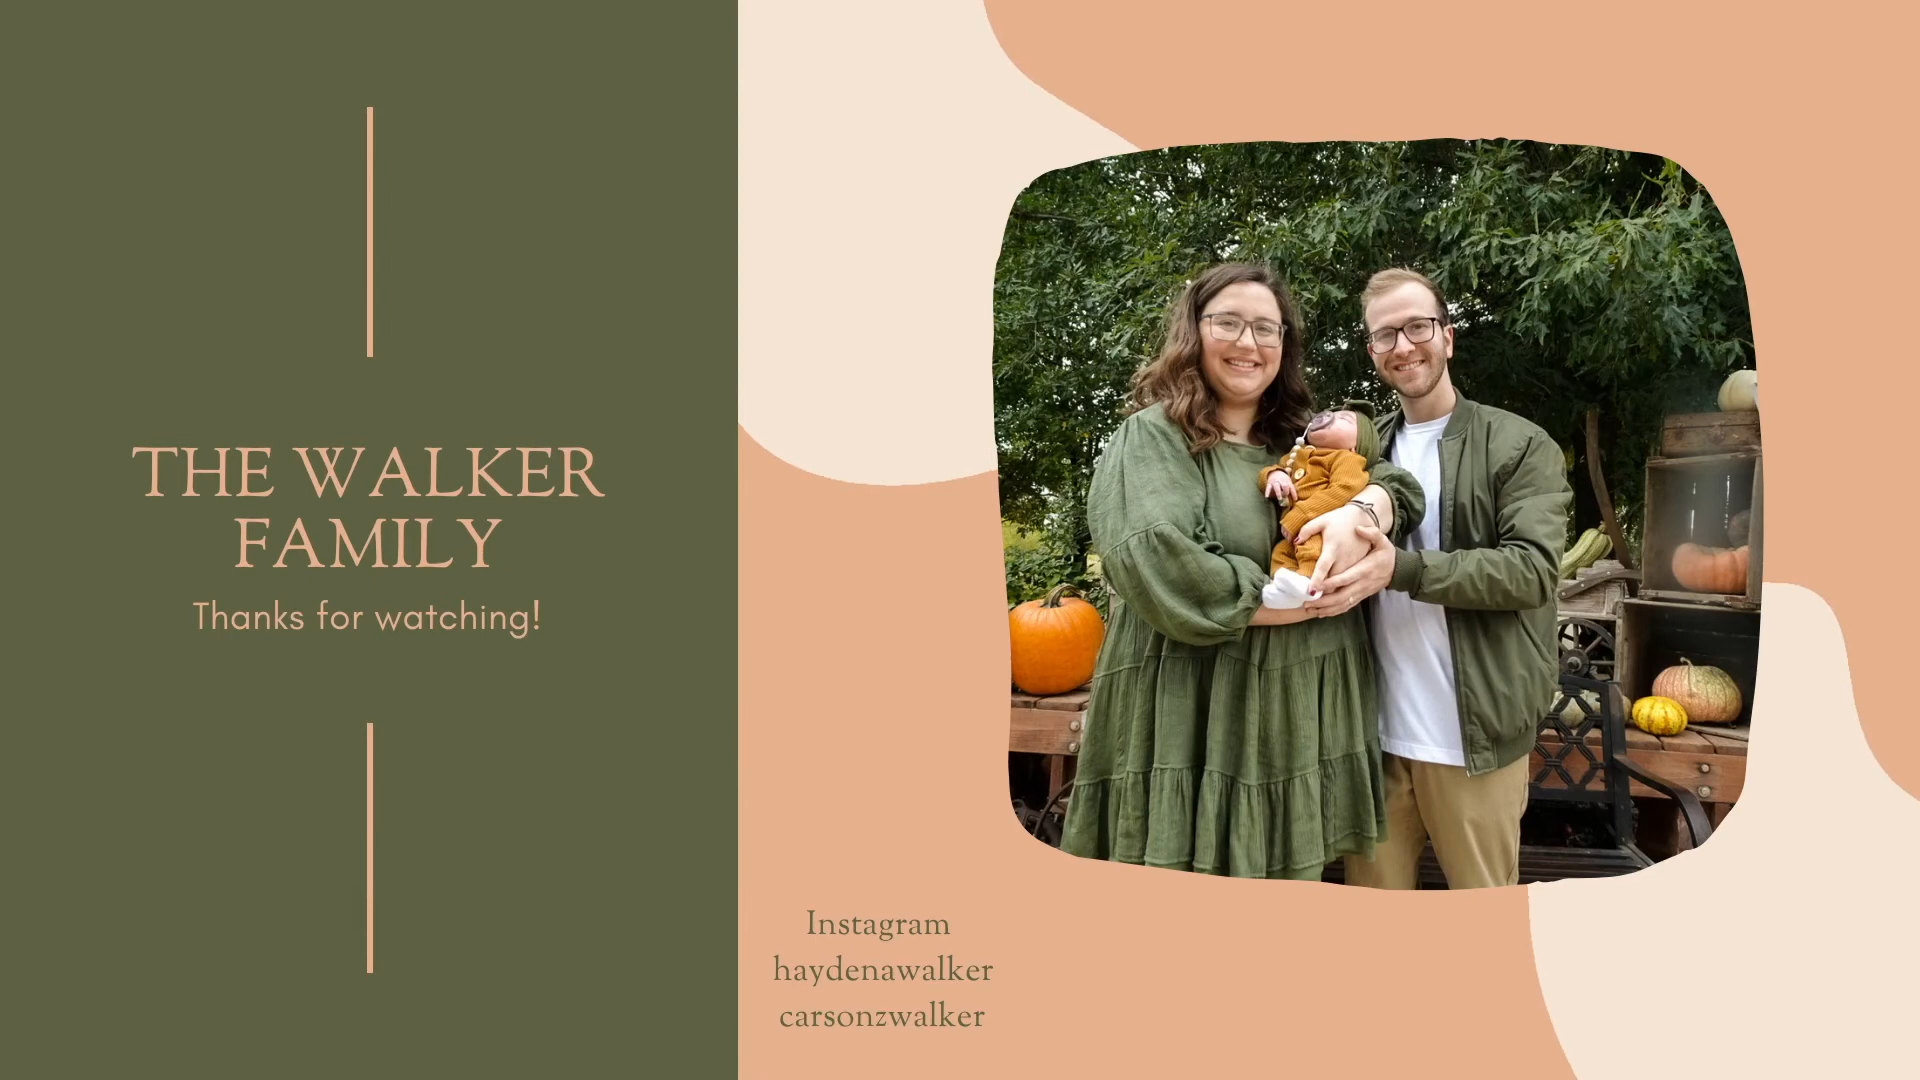 THE WALKER
FAMILY
Thanks for watching!
Instagram
haydenawalker
carsonzwalker